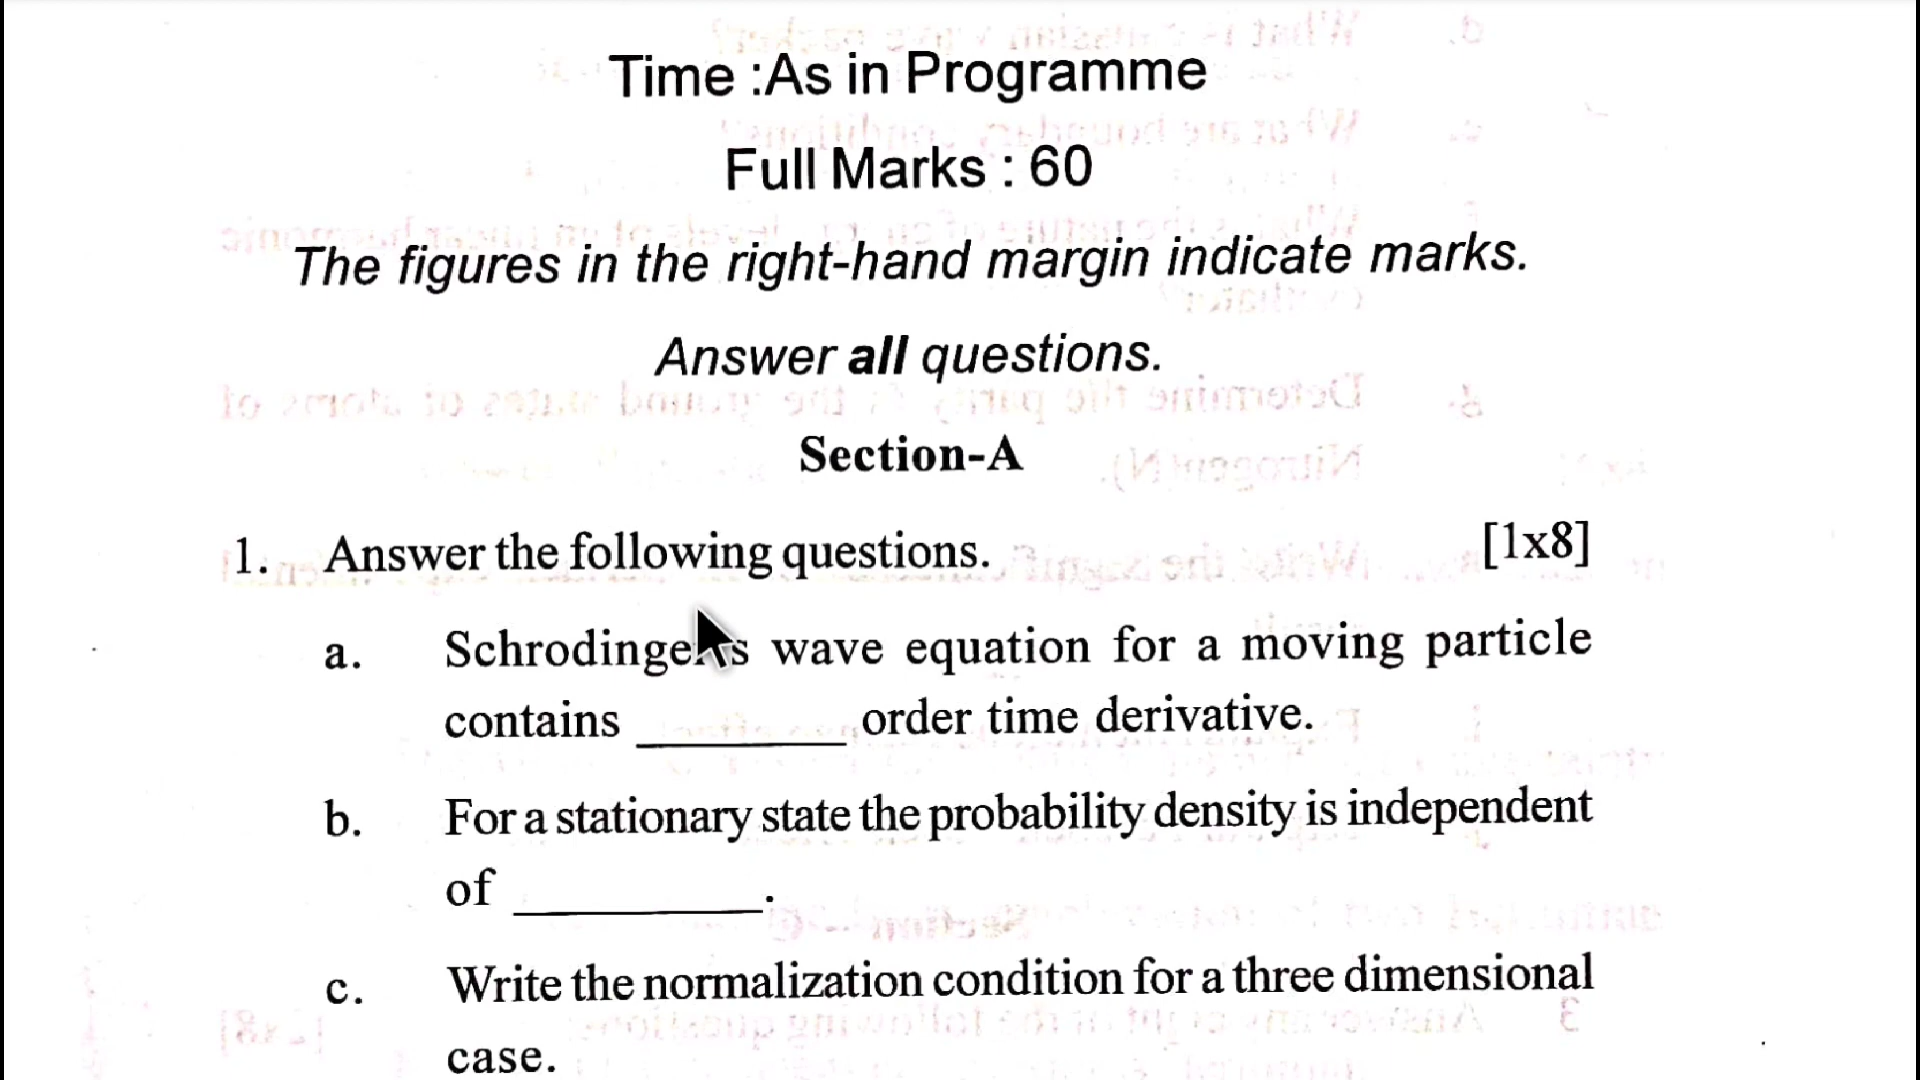 Time :As in Programme
Full Marks : 60
The figures in the right-hand margin indicate marks.
Answer all questions.
Section-A
1. Answer the following questions. [1x8]
a. Schrodinger's wave equation for a moving particle
contains ________ order time derivative.
b. For a stationary state the probability density is independent
of __________.
c. Write the normalization condition for a three dimensional
case.